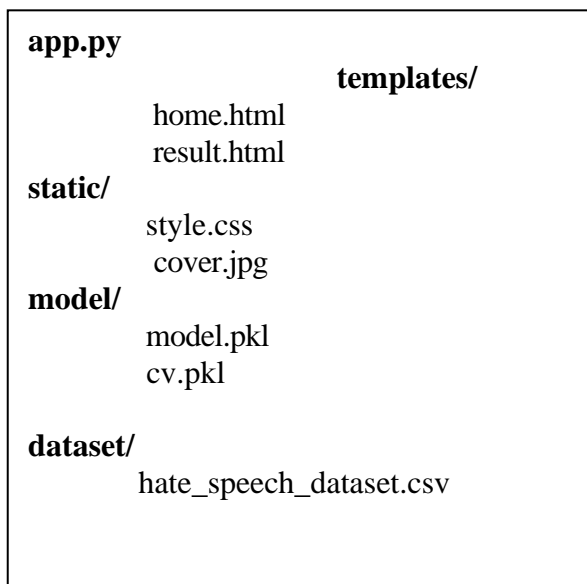 app.py
templates/
home.html
result.html
static/
style.css
cover.jpg
model/
model.pkl
cv.pkl
dataset/
hate_speech_dataset.csv